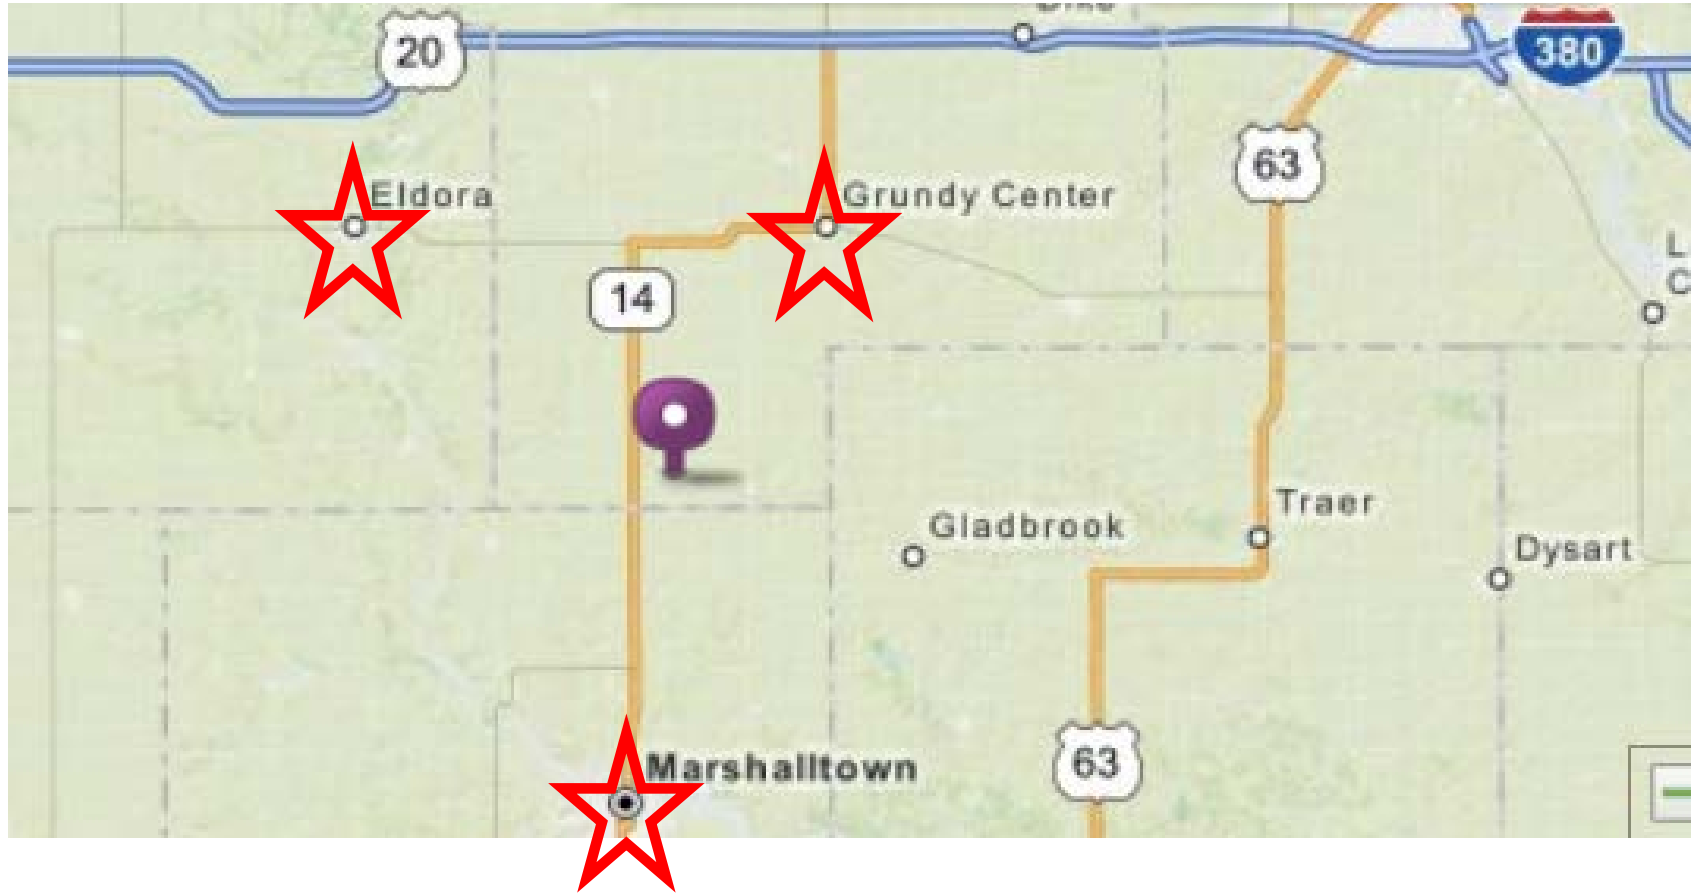 20
380
63
Eldora
Grundy Center
14
Traer
Gladbrook
Dysart
Marshalltown
63